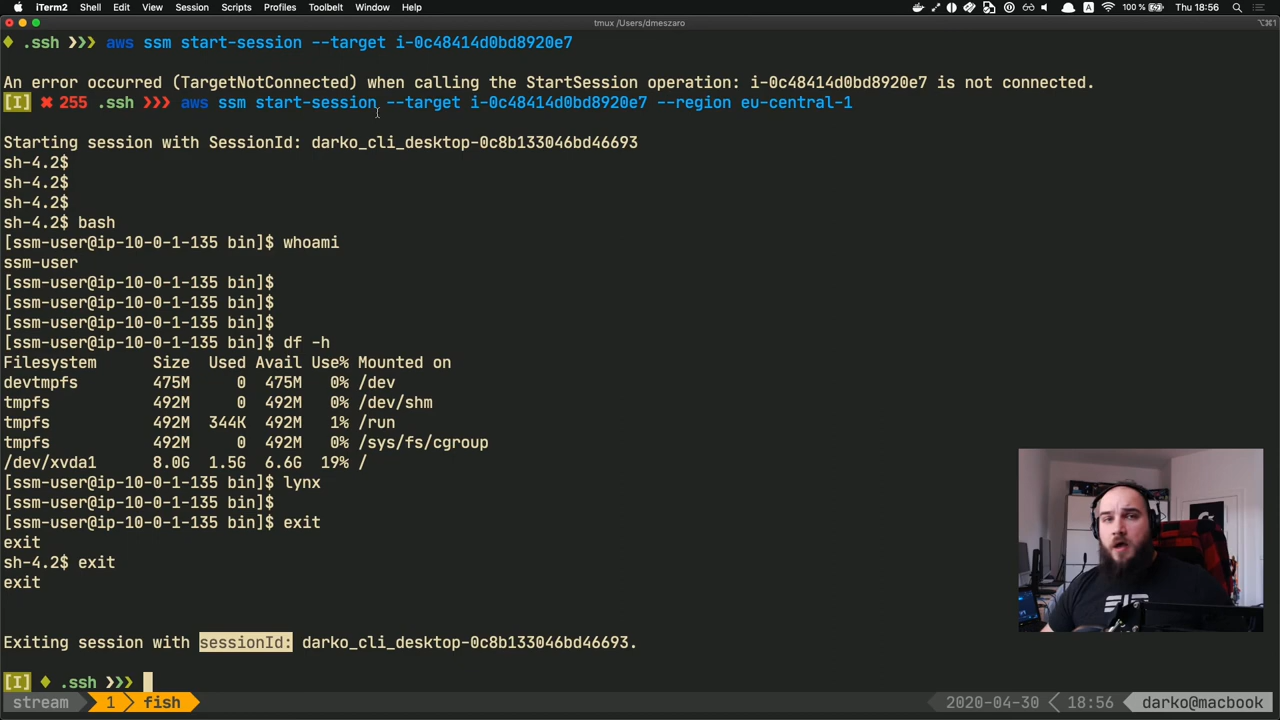 iTerm2 Shell Edit View Session Scripts Profiles Toolbelt Window Help 100 % Thu 18:56
tmux /Users/dmeszaro
.ssh ❯❯❯ aws ssm start-session --target i-0c48414d0bd8920e7
An error occurred (TargetNotConnected) when calling the StartSession operation: i-0c48414d0bd8920e7 is not connected.
[I] ✖ 255 .ssh ❯❯❯ aws ssm start-session --target i-0c48414d0bd8920e7 --region eu-central-1
Starting session with SessionId: darko_cli_desktop-0c8b133046bd46693
sh-4.2$
sh-4.2$
sh-4.2$
sh-4.2$ bash
[ssm-user@ip-10-0-1-135 bin]$ whoami
ssm-user
[ssm-user@ip-10-0-1-135 bin]$
[ssm-user@ip-10-0-1-135 bin]$
[ssm-user@ip-10-0-1-135 bin]$
[ssm-user@ip-10-0-1-135 bin]$ df -h
Filesystem Size Used Avail Use% Mounted on
devtmpfs 475M 0 475M 0% /dev
tmpfs 492M 0 492M 0% /dev/shm
tmpfs 492M 344K 492M 1% /run
tmpfs 492M 0 492M 0% /sys/fs/cgroup
/dev/xvda1 8.0G 1.5G 6.6G 19% /
[ssm-user@ip-10-0-1-135 bin]$ lynx
[ssm-user@ip-10-0-1-135 bin]$
[ssm-user@ip-10-0-1-135 bin]$ exit
exit
sh-4.2$ exit
exit
Exiting session with sessionId: darko_cli_desktop-0c8b133046bd46693.
[I] ♦ .ssh ❯❯❯
stream 1 fish 2020-04-30 18:56 darko@macbook